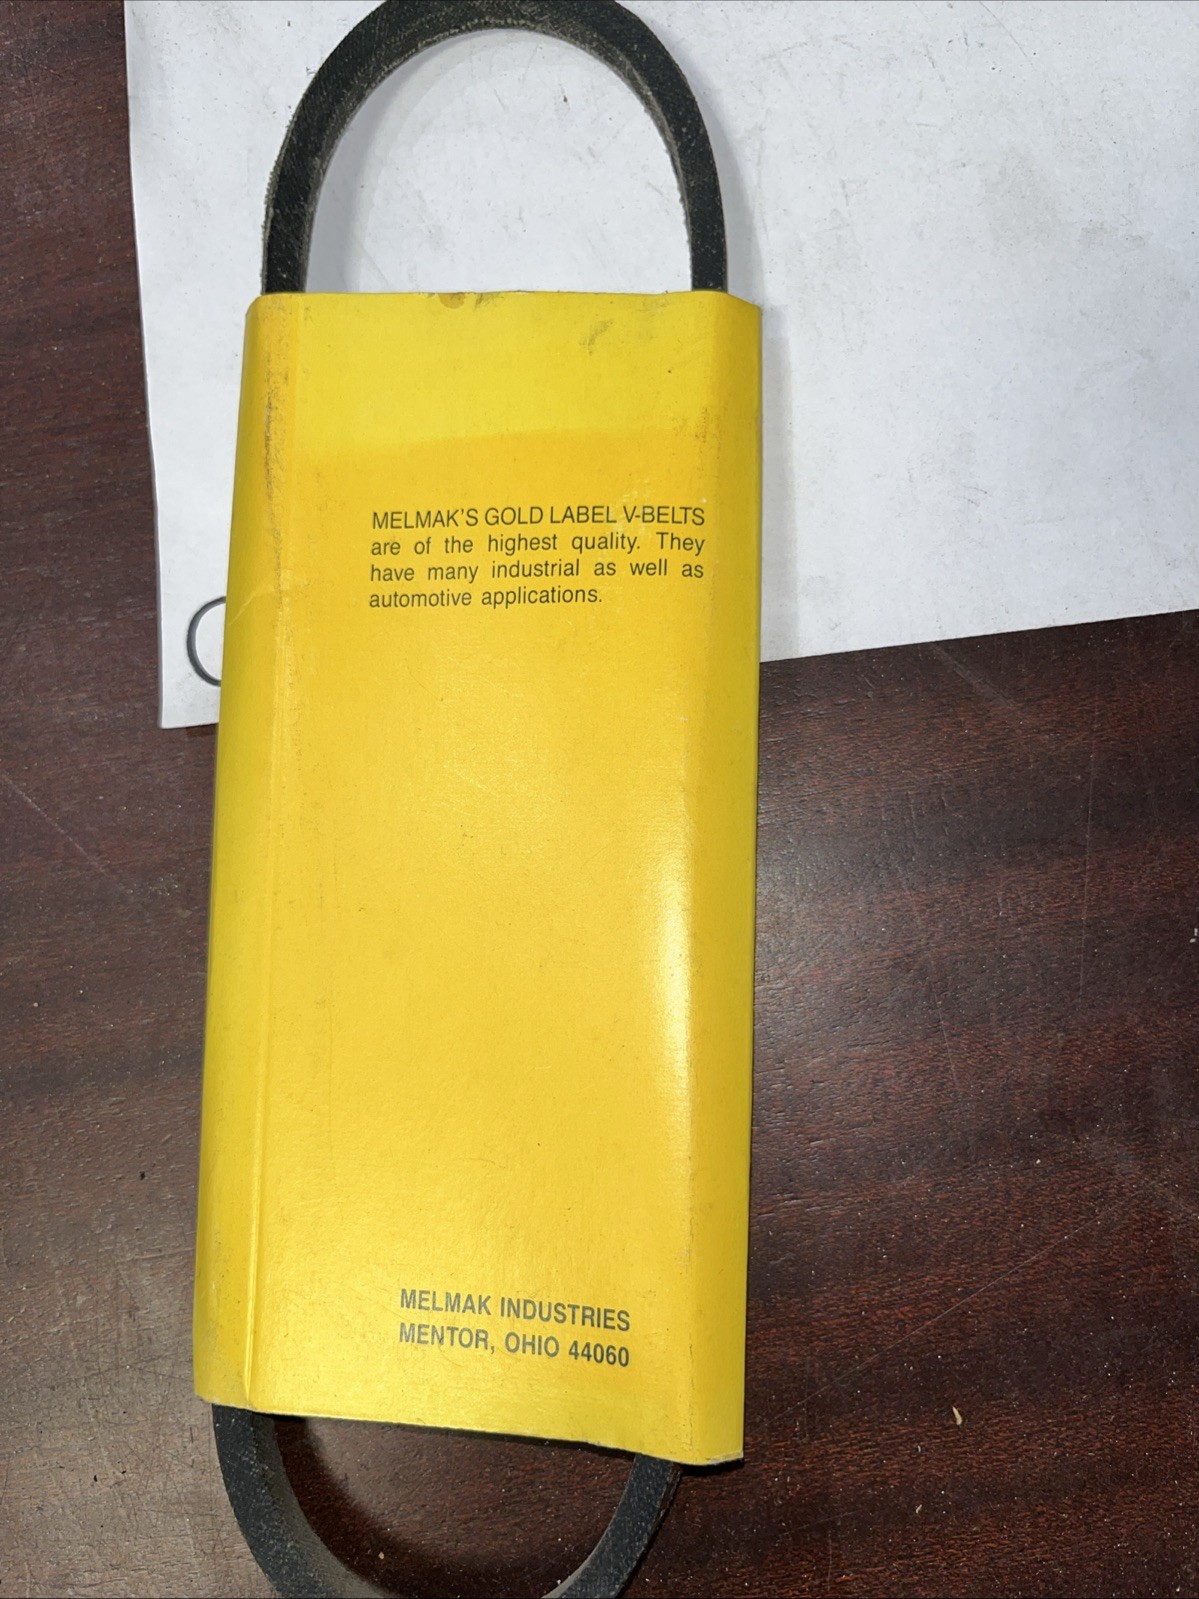 MELMAK'S GOLD LABEL V-BELTS
are of the highest quality. They
have many industrial as well as
automotive applications.
MELMAK INDUSTRIES
MENTOR, OHIO 44060